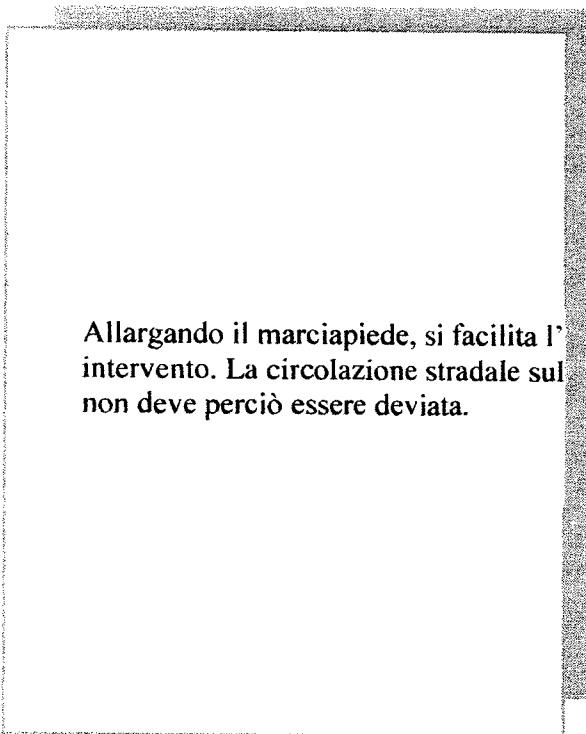 Allargando il marciapiede, si facilita l'
intervento. La circolazione stradale sul
non deve perciò essere deviata.